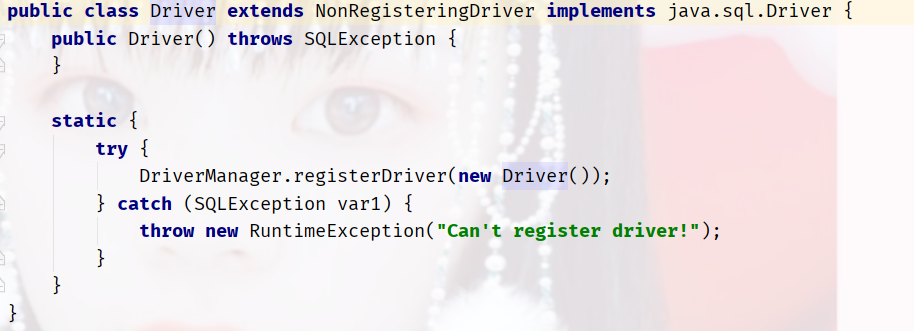 public class Driver extends NonRegisteringDriver implements java.sql.Driver {
    public Driver() throws SQLException {
    }
    static {
        try {
            DriverManager.registerDriver(new Driver());
        } catch (SQLException var1) {
            throw new RuntimeException("Can't register driver!");
        }
    }
}